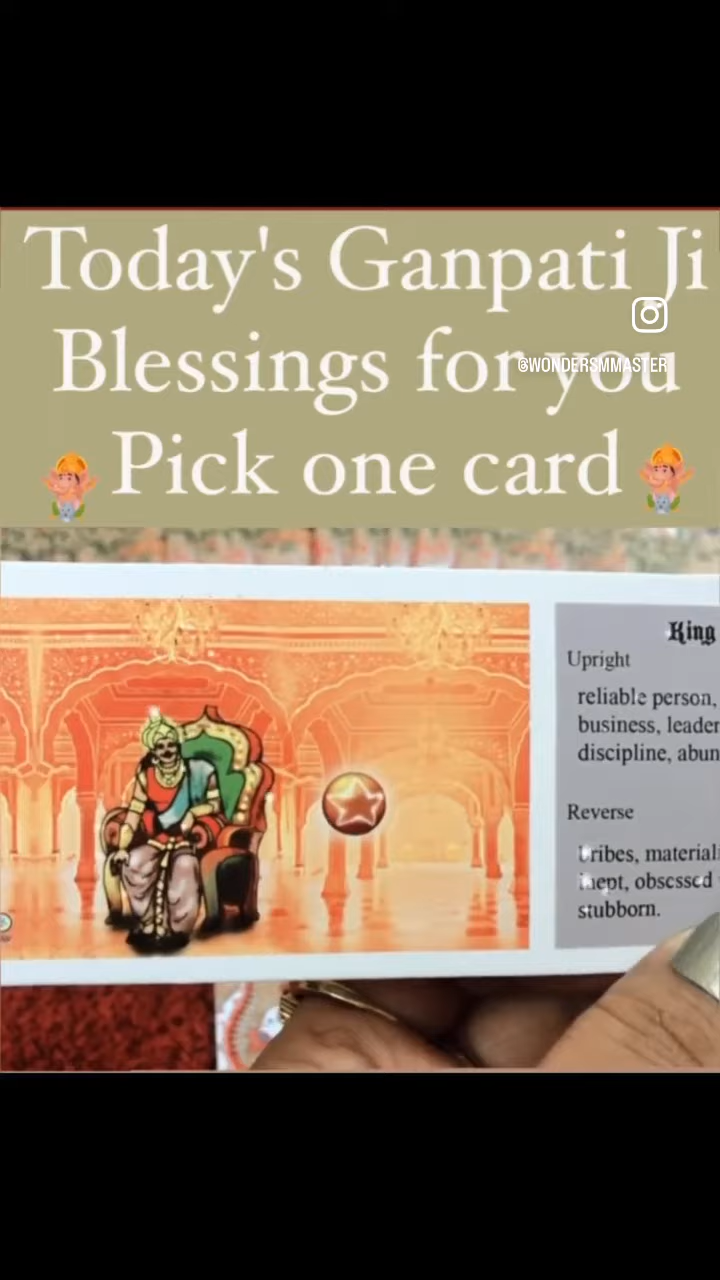 Today's Ganpati Ji
Blessings for you
@WONDERSMMASTER
Pick one card
King
Upright
reliable person,
business, leader
discipline, abun
Reverse
bribes, materiali
inept, obsessed
stubborn.